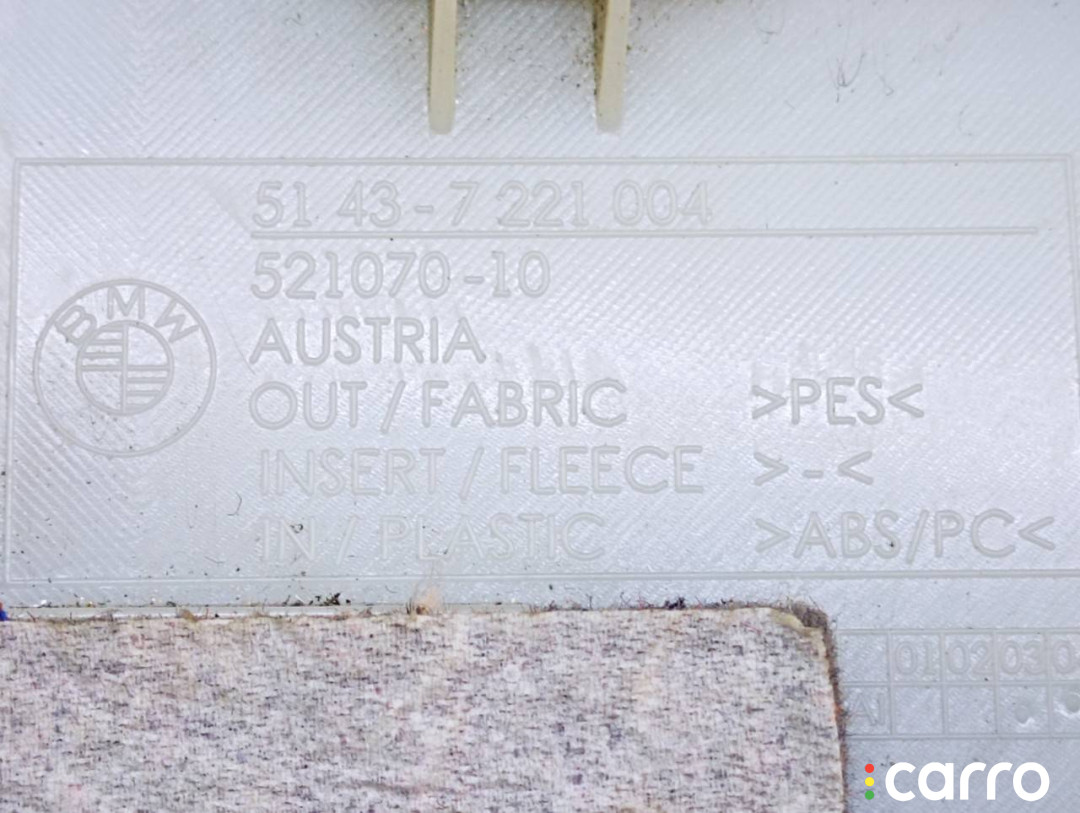 51 43 - 7 221 004
521070-10
BMW
AUSTRIA
OUT / FABRIC >PES<
INSERT / FLEECE >-<
IN / PLASTIC >ABS/PC<
01 02 03
carro